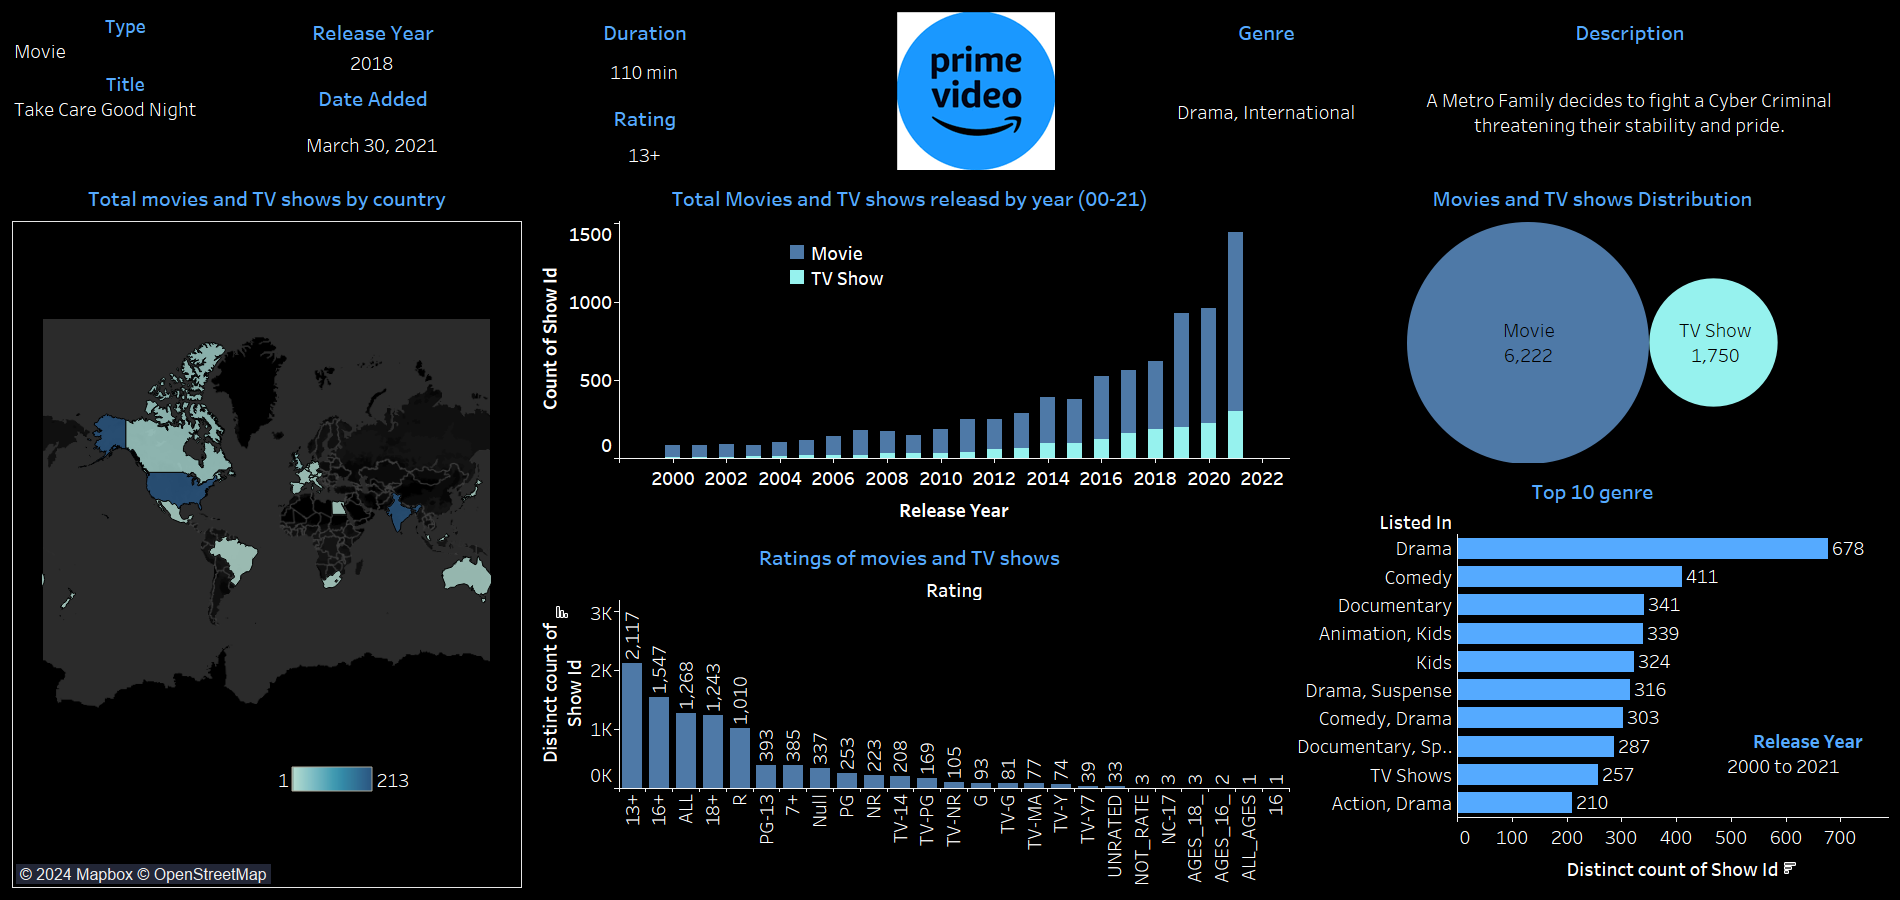 Type
Movie
Title
Take Care Good Night
Release Year
2018
Date Added
March 30, 2021
Duration
110 min
Rating
13+
prime
video
Genre
Drama, International
Description
A Metro Family decides to fight a Cyber Criminal
threatening their stability and pride.
Total movies and TV shows by country
1 213
© 2024 Mapbox © OpenStreetMap
Total Movies and TV shows releasd by year (00-21)
Movie
TV Show
Count of Show Id
1500
1000
500
0
2000 2002 2004 2006 2008 2010 2012 2014 2016 2018 2020 2022
Release Year
Ratings of movies and TV shows
Rating
Distinct count of
Show Id
3K
2K
1K
0K
2,117 1,547 1,268 1,243 1,010 393 385 337 253 223 208 169 105 93 81 77 74 39 33 3 3 3 2 1 1
13+ 16+ ALL 18+ R PG-13 7+ Null PG NR TV-14 TV-PG TV-NR G TV-G TV-MA TV-Y TV-Y7 UNRATED NOT_RATE NC-17 AGES_18_ AGES_16_ ALL_AGES 16
Movies and TV shows Distribution
Movie
6,222
TV Show
1,750
Top 10 genre
Listed In
Drama 678
Comedy 411
Documentary 341
Animation, Kids 339
Kids 324
Drama, Suspense 316
Comedy, Drama 303
Documentary, Sp.. 287
TV Shows 257
Action, Drama 210
Release Year
2000 to 2021
0 100 200 300 400 500 600 700
Distinct count of Show Id